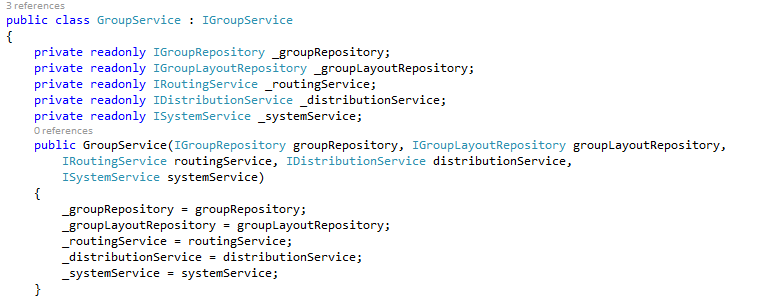 3 references
public class GroupService : IGroupService
{
private readonly IGroupRepository _groupRepository;
private readonly IGroupLayoutRepository _groupLayoutRepository;
private readonly IRoutingService _routingService;
private readonly IDistributionService _distributionService;
private readonly ISystemService _systemService;
0 references
public GroupService(IGroupRepository groupRepository, IGroupLayoutRepository groupLayoutRepository,
IRoutingService routingService, IDistributionService distributionService,
ISystemService systemService)
{
_groupRepository = groupRepository;
_groupLayoutRepository = groupLayoutRepository;
_routingService = routingService;
_distributionService = distributionService;
_systemService = systemService;
}